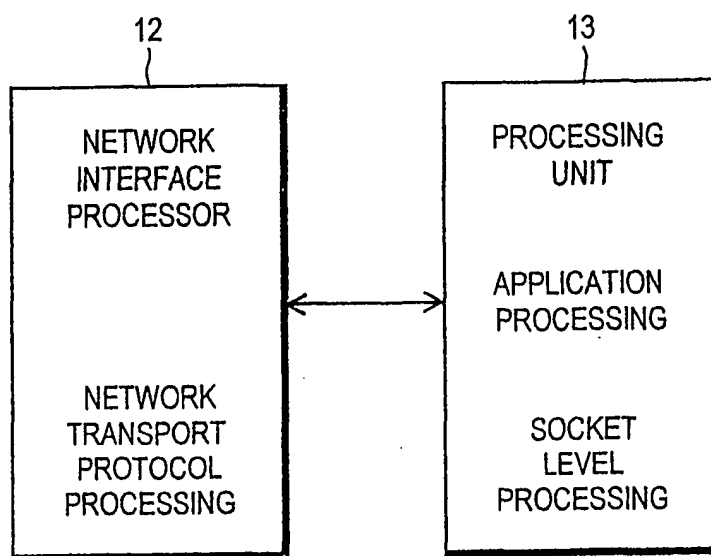 12
NETWORK
INTERFACE
PROCESSOR
NETWORK
TRANSPORT
PROTOCOL
PROCESSING
13
PROCESSING
UNIT
APPLICATION
PROCESSING
SOCKET
LEVEL
PROCESSING